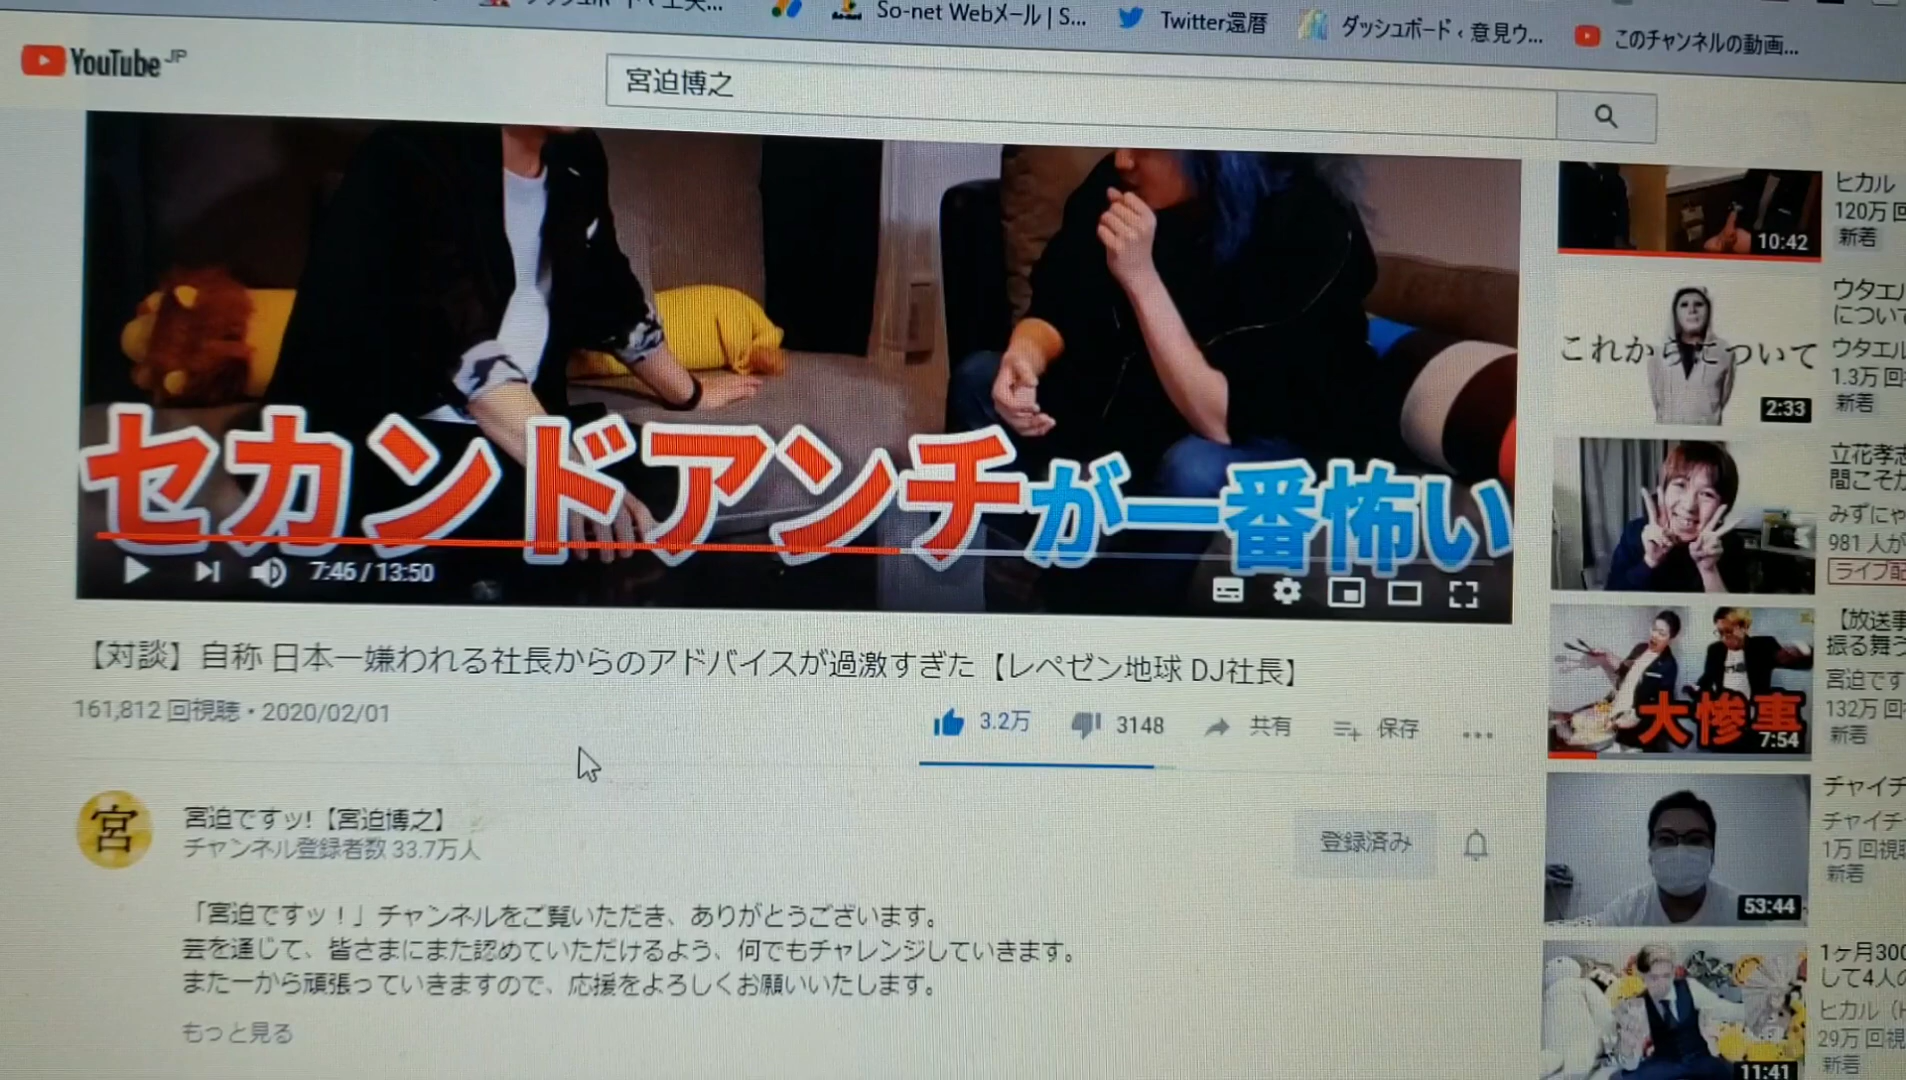 So-net Webメール | S...
Twitter還暦
ダッシュボード ‹ 意見ウ...
このチャンネルの動画...
YouTube JP
宮迫博之
セカンドアンチが一番怖い
7:46 / 13:50
【対談】自称 日本一嫌われる社長からのアドバイスが過激すぎた【レペゼン地球 DJ社長】
161,812 回視聴・2020/02/01
3.2万
3148
共有
保存
宮
宮迫ですッ!【宮迫博之】
チャンネル登録者数 33.7万人
登録済み
「宮迫ですッ！」チャンネルをご覧いただき、ありがとうございます。
芸を通じて、皆さまにまた認めていただけるよう、何でもチャレンジしていきます。
また一から頑張っていきますので、応援をよろしくお願いいたします。
もっと見る
10:42
ヒカル
120万 回
新着
これからについて
2:33
ウタエル
について
ウタエル
1.3万 回
新着
立花孝志
間こそが
みずにゃ
981 人が
ライブ配
大惨事
7:54
【放送事
振る舞う
宮迫です
132万 回
新着
53:44
チャイチ
チャイチ
1万 回視
新着
11:41
1ヶ月300
して4人の
ヒカル（H
29万 回視
新着